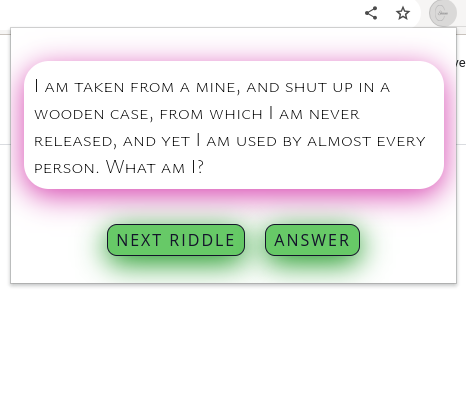 I am taken from a mine, and shut up in a
wooden case, from which I am never
released, and yet I am used by almost every
person. What am I?
NEXT RIDDLE
ANSWER